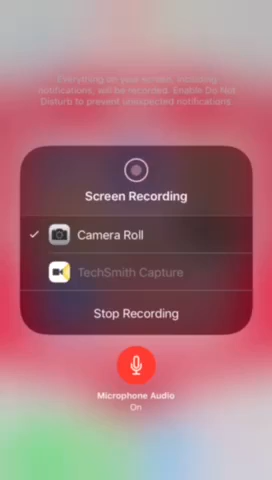 Everything on your screen, including
notifications, will be recorded. Enable Do Not
Disturb to prevent unexpected notifications.
Screen Recording
Camera Roll
TechSmith Capture
Stop Recording
Microphone Audio
On